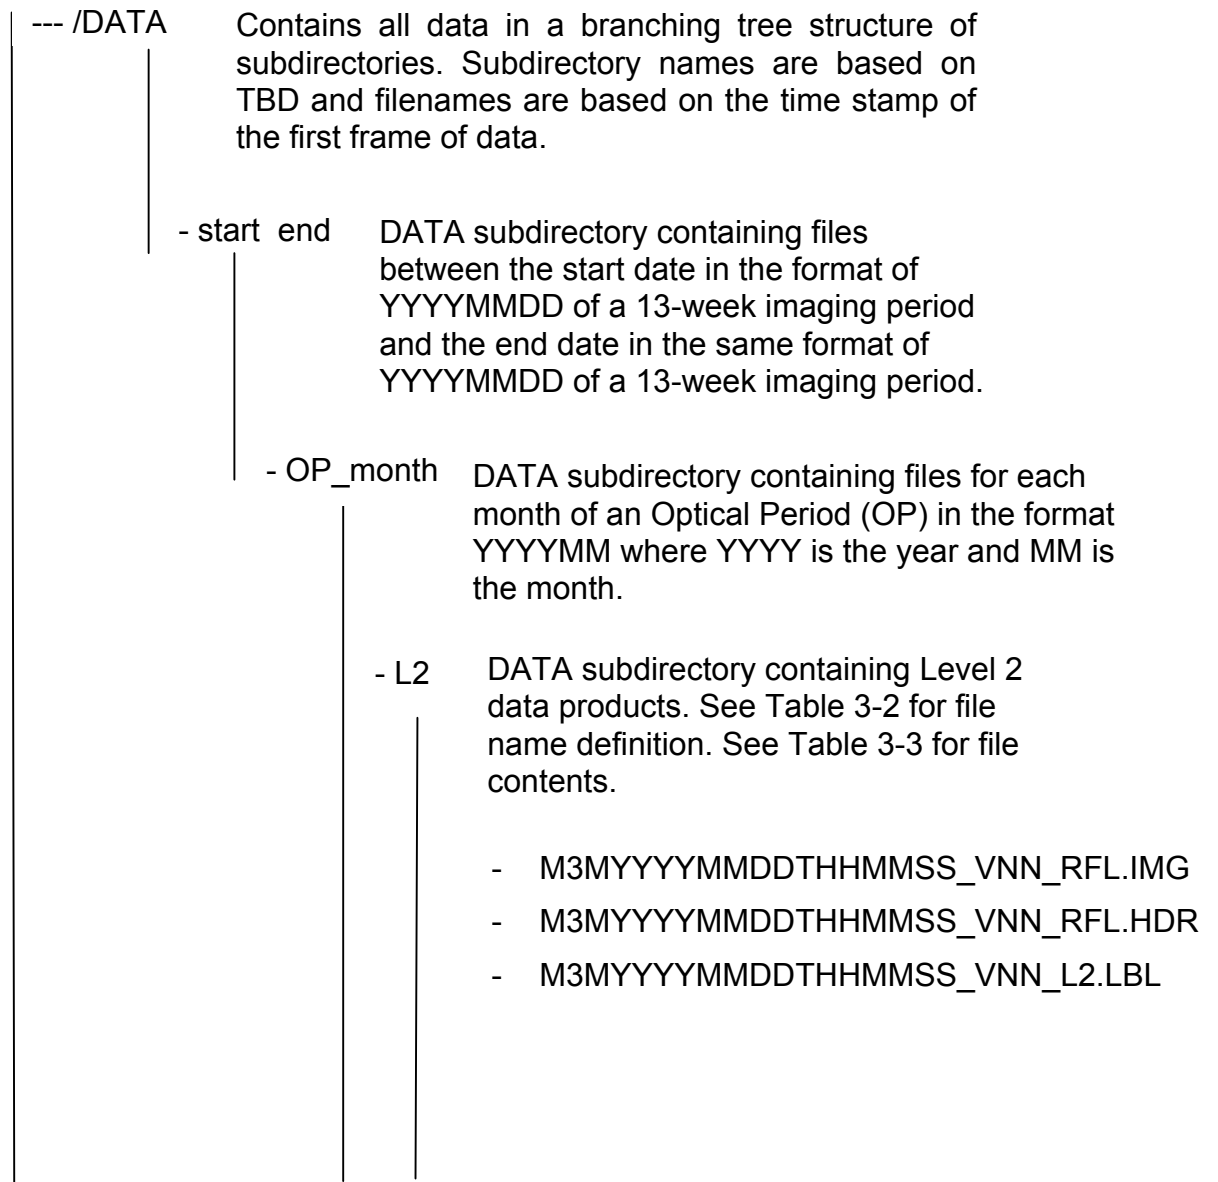 --- /DATA
Contains all data in a branching tree structure of
subdirectories. Subdirectory names are based on
TBD and filenames are based on the time stamp of
the first frame of data.
- start end
DATA subdirectory containing files
between the start date in the format of
YYYYMMDD of a 13-week imaging period
and the end date in the same format of
YYYYMMDD of a 13-week imaging period.
- OP_month
DATA subdirectory containing files for each
month of an Optical Period (OP) in the format
YYYYMM where YYYY is the year and MM is
the month.
- L2
DATA subdirectory containing Level 2
data products. See Table 3-2 for file
name definition. See Table 3-3 for file
contents.
- M3MYYYYMMDDTHHMMSS_VNN_RFL.IMG
- M3MYYYYMMDDTHHMMSS_VNN_RFL.HDR
- M3MYYYYMMDDTHHMMSS_VNN_L2.LBL